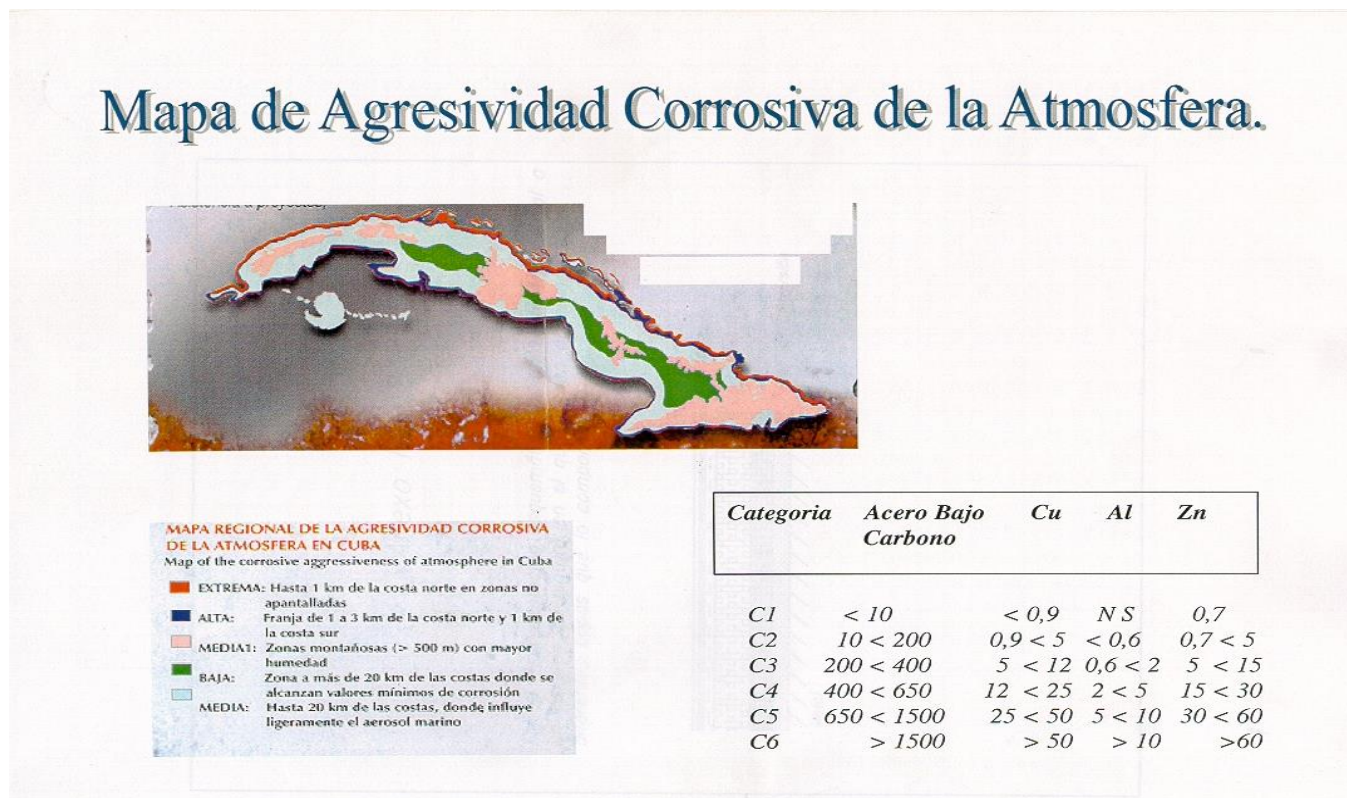 Mapa de Agresividad Corrosiva de la Atmosfera.
MAPA REGIONAL DE LA AGRESIVIDAD CORROSIVA
DE LA ATMOSFERA EN CUBA
Map of the corrosive aggressiveness of atmosphere in Cuba
EXTREMA: Hasta 1 km de la costa norte en zonas no
apantalladas
ALTA: Franja de 1 a 3 km de la costa norte y 1 km de
la costa sur
MEDIA1: Zonas montañosas (> 500 m) con mayor
humedad
BAJA: Zona a más de 20 km de las costas donde se
alcanzan valores mínimos de corrosión
MEDIA: Hasta 20 km de las costas, donde influye
ligeramente el aerosol marino
Categoria Acero Bajo Cu Al Zn
Carbono
C1 < 10 < 0,9 N S 0,7
C2 10 < 200 0,9 < 5 < 0,6 0,7 < 5
C3 200 < 400 5 < 12 0,6 < 2 5 < 15
C4 400 < 650 12 < 25 2 < 5 15 < 30
C5 650 < 1500 25 < 50 5 < 10 30 < 60
C6 > 1500 > 50 > 10 >60